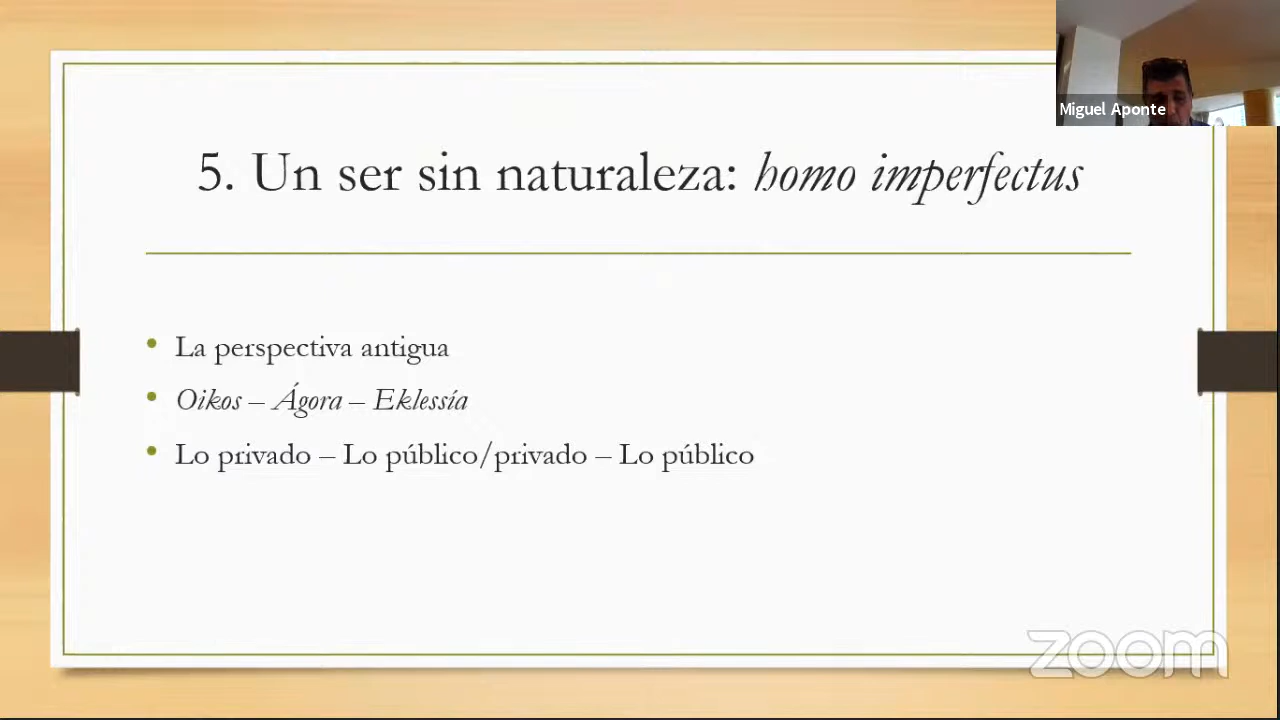 Miguel Aponte
5. Un ser sin naturaleza: homo imperfectus
• La perspectiva antigua
• Oikos – Ágora – Eklessía
• Lo privado – Lo público/privado – Lo público
zoom